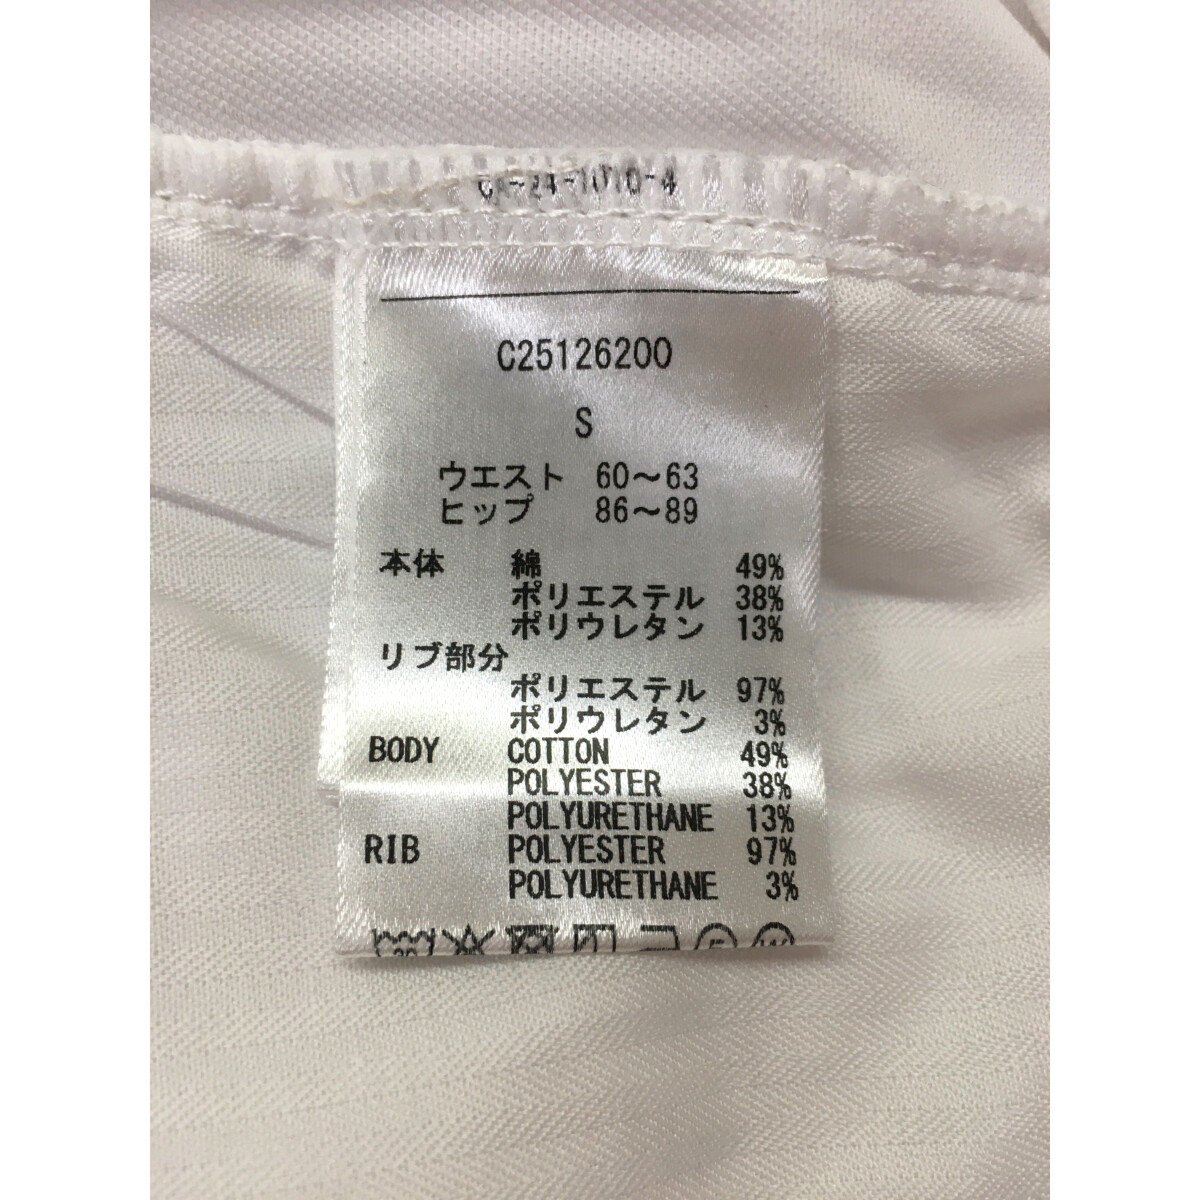 C25126200
S
ウエスト 60～63
ヒップ 86～89
本体 綿 49%
ポリエステル 38%
ポリウレタン 13%
リブ部分
ポリエステル 97%
ポリウレタン 3%
BODY COTTON 49%
POLYESTER 38%
POLYURETHANE 13%
RIB POLYESTER 97%
POLYURETHANE 3%